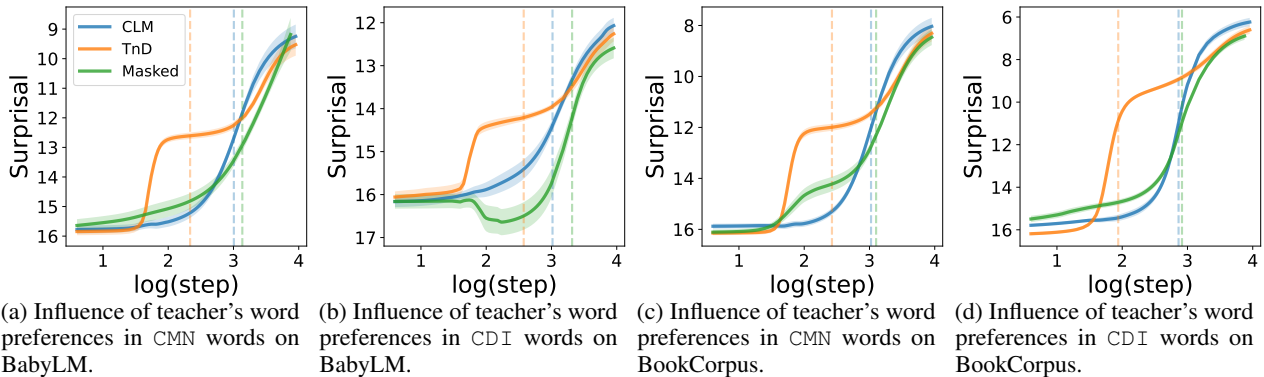 CLM
TnD
Masked
Surprisal
9
10
11
12
13
14
15
16
1 2 3 4
log(step)
Surprisal
12
13
14
15
16
17
1 2 3 4
log(step)
Surprisal
8
10
12
14
16
1 2 3 4
log(step)
Surprisal
6
8
10
12
14
16
1 2 3 4
log(step)
(a) Influence of teacher's word
preferences in CMN words on
BabyLM.
(b) Influence of teacher's word
preferences in CDI words on
BabyLM.
(c) Influence of teacher's word
preferences in CMN words on
BookCorpus.
(d) Influence of teacher's word
preferences in CDI words on
BookCorpus.